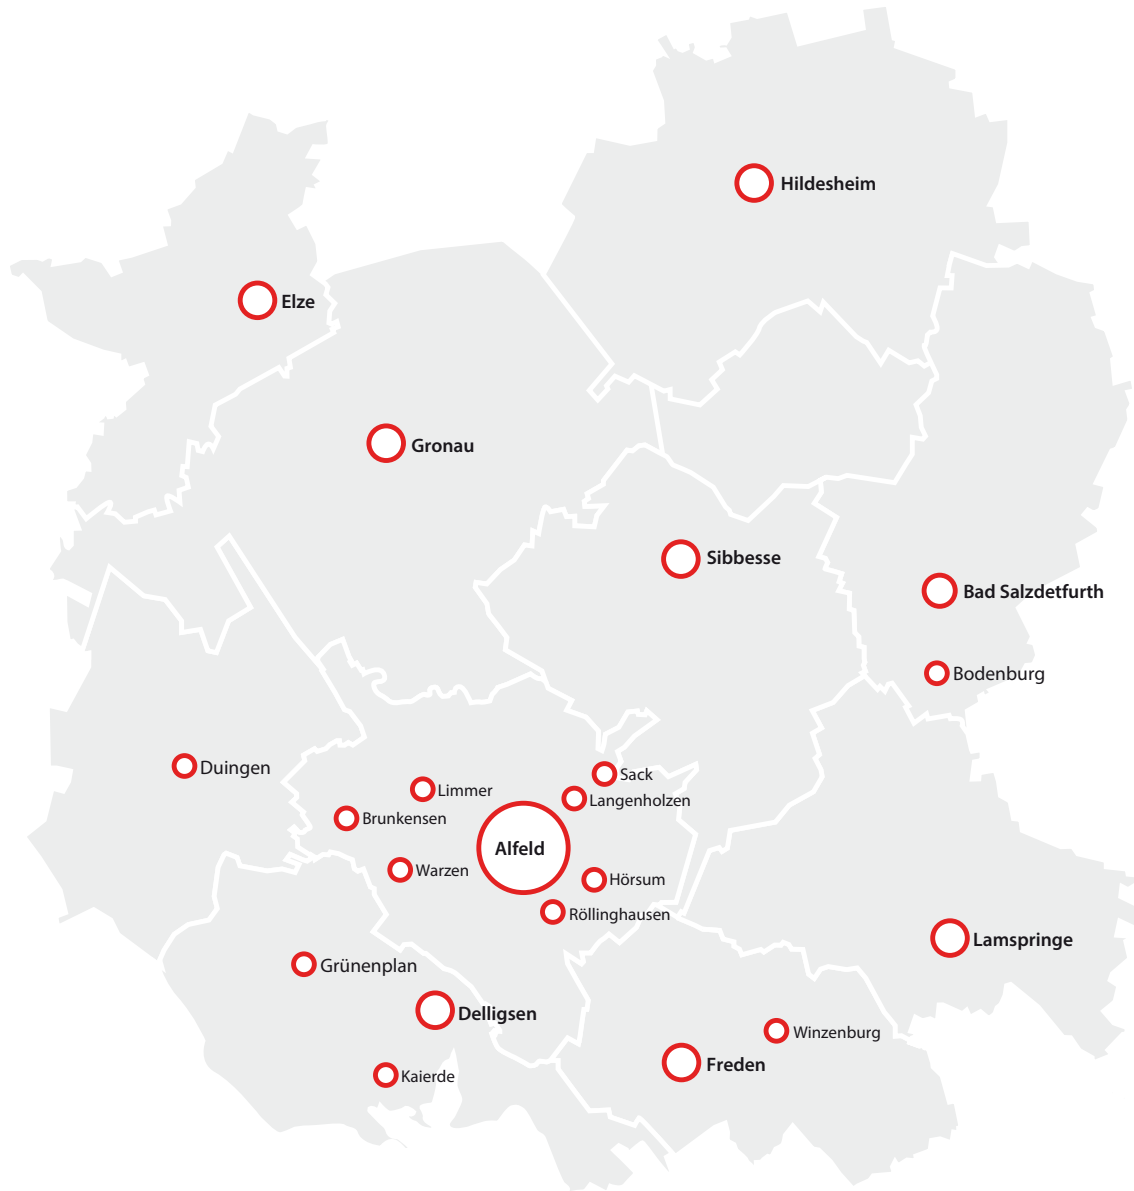 Hildesheim
Elze
Gronau
Sibbesse
Bad Salzdetfurth
Bodenburg
Duingen
Sack
Limmer
Langenholzen
Brunkensen
Alfeld
Warzen
Hörsum
Röllinghausen
Lamspringe
Grünenplan
Delligsen
Winzenburg
Freden
Kaierde